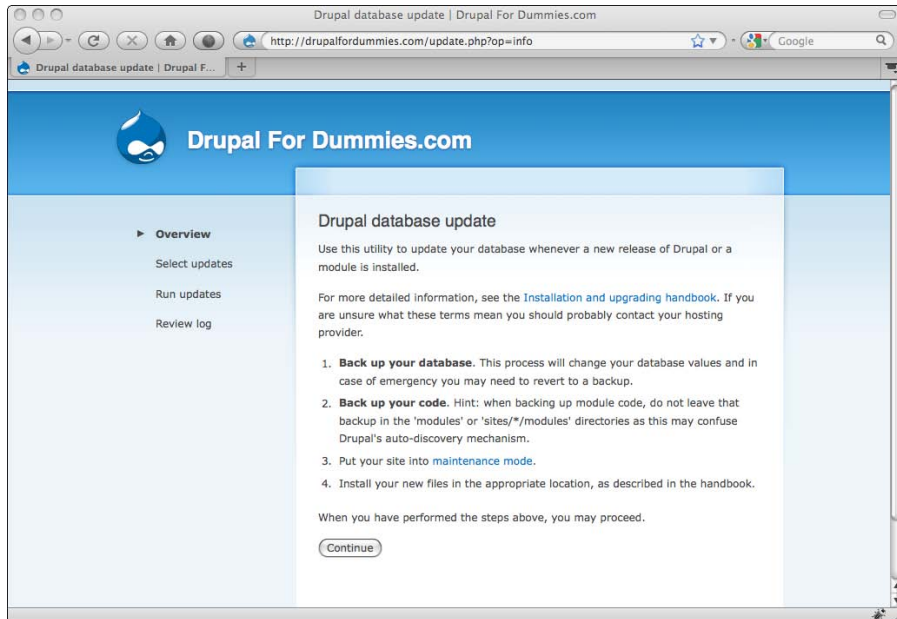 Drupal database update | Drupal For Dummies.com
http://drupalfordummies.com/update.php?op=info
Google
Drupal database update | Drupal F...
Drupal For Dummies.com
Overview
Select updates
Run updates
Review log
Drupal database update
Use this utility to update your database whenever a new release of Drupal or a
module is installed.
For more detailed information, see the Installation and upgrading handbook. If you
are unsure what these terms mean you should probably contact your hosting
provider.
1. Back up your database. This process will change your database values and in
case of emergency you may need to revert to a backup.
2. Back up your code. Hint: when backing up module code, do not leave that
backup in the 'modules' or 'sites/*/modules' directories as this may confuse
Drupal's auto-discovery mechanism.
3. Put your site into maintenance mode.
4. Install your new files in the appropriate location, as described in the handbook.
When you have performed the steps above, you may proceed.
Continue